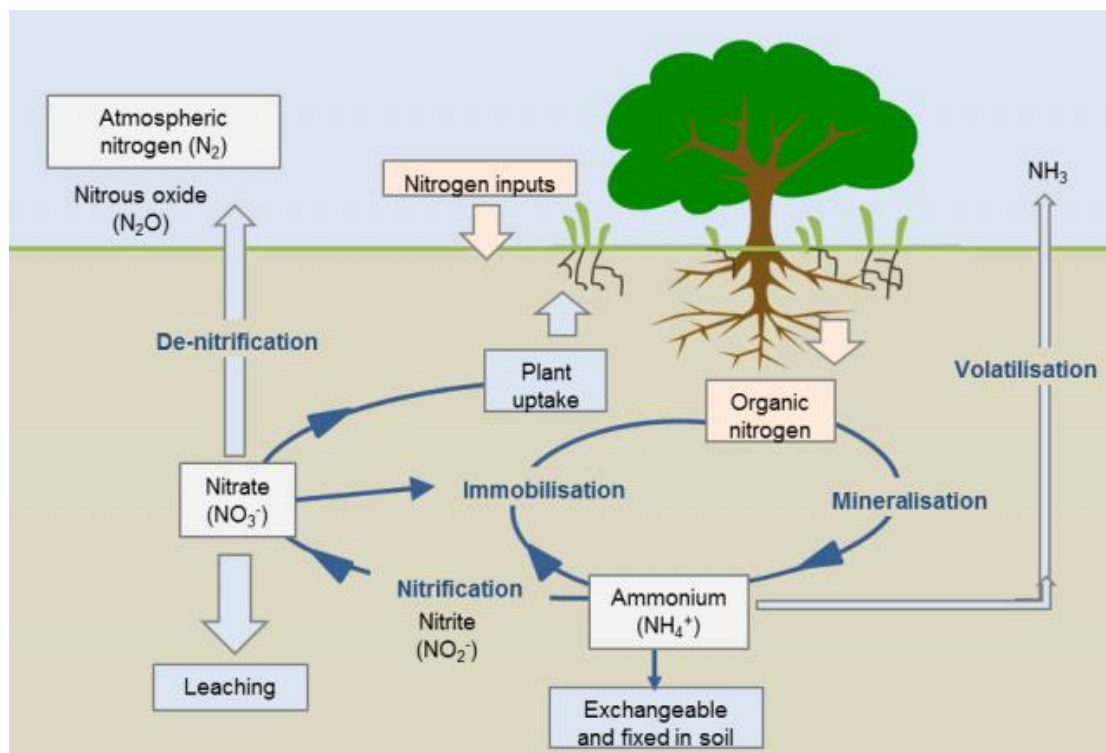 Atmospheric
nitrogen (N₂)
Nitrous oxide
(N₂O)
Nitrogen inputs
NH₃
De-nitrification
Volatilisation
Plant
uptake
Organic
nitrogen
Nitrate
(NO₃⁻)
Immobilisation
Mineralisation
Nitrification
Nitrite
(NO₂⁻)
Ammonium
(NH₄⁺)
Leaching
Exchangeable
and fixed in soil